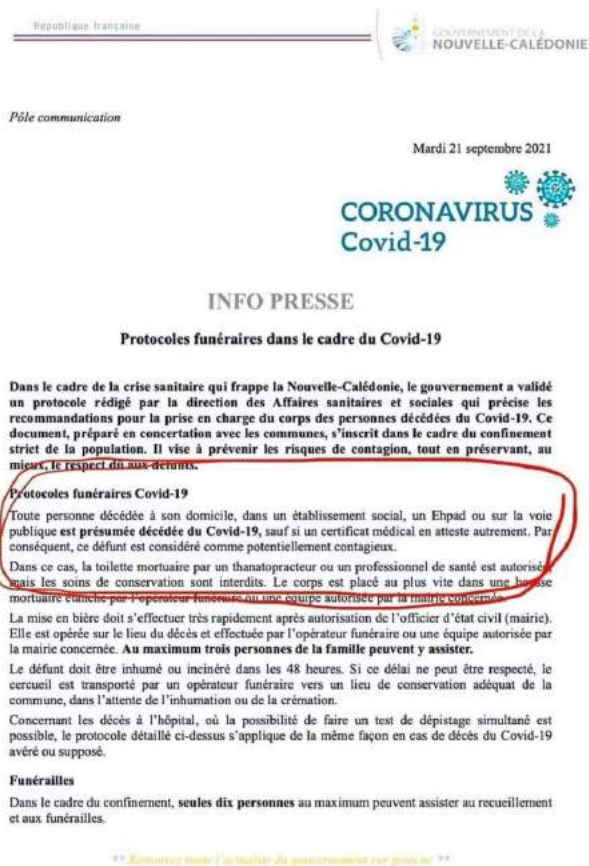 République française
GOUVERNEMENT DE LA
NOUVELLE-CALÉDONIE
Pôle communication
Mardi 21 septembre 2021
CORONAVIRUS
Covid-19
INFO PRESSE
Protocoles funéraires dans le cadre du Covid-19
Dans le cadre de la crise sanitaire qui frappe la Nouvelle-Calédonie, le gouvernement a validé
un protocole rédigé par la direction des Affaires sanitaires et sociales qui précise les
recommandations pour la prise en charge du corps des personnes décédées du Covid-19. Ce
document, préparé en concertation avec les communes, s'inscrit dans le cadre du confinement
strict de la population. Il vise à prévenir les risques de contagion, tout en préservant, au
mieux, le respect dû aux défunts.
Protocoles funéraires Covid-19
Toute personne décédée à son domicile, dans un établissement social, un Ehpad ou sur la voie
publique est présumée décédée du Covid-19, sauf si un certificat médical en atteste autrement. Par
conséquent, ce défunt est considéré comme potentiellement contagieux.
Dans ce cas, la toilette mortuaire par un thanatopracteur ou un professionnel de santé est autorisée,
mais les soins de conservation sont interdits. Le corps est placé au plus vite dans une housse
mortuaire étanche par l'opérateur funéraire ou une équipe autorisée par la mairie concernée.
La mise en bière doit s'effectuer très rapidement après autorisation de l'officier d'état civil (mairie).
Elle est opérée sur le lieu du décès et effectuée par l'opérateur funéraire ou une équipe autorisée par
la mairie concernée. Au maximum trois personnes de la famille peuvent y assister.
Le défunt doit être inhumé ou incinéré dans les 48 heures. Si ce délai ne peut être respecté, le
cercueil est transporté par un opérateur funéraire vers un lieu de conservation adéquat de la
commune, dans l'attente de l'inhumation ou de la crémation.
Concernant les décès à l'hôpital, où la possibilité de faire un test de dépistage simultané est
possible, le protocole détaillé ci-dessus s'applique de la même façon en cas de décès du Covid-19
avéré ou supposé.
Funérailles
Dans le cadre du confinement, seules dix personnes au maximum peuvent assister au recueillement
et aux funérailles.
** Retrouvez toute l'actualité du gouvernement sur gouv.nc **